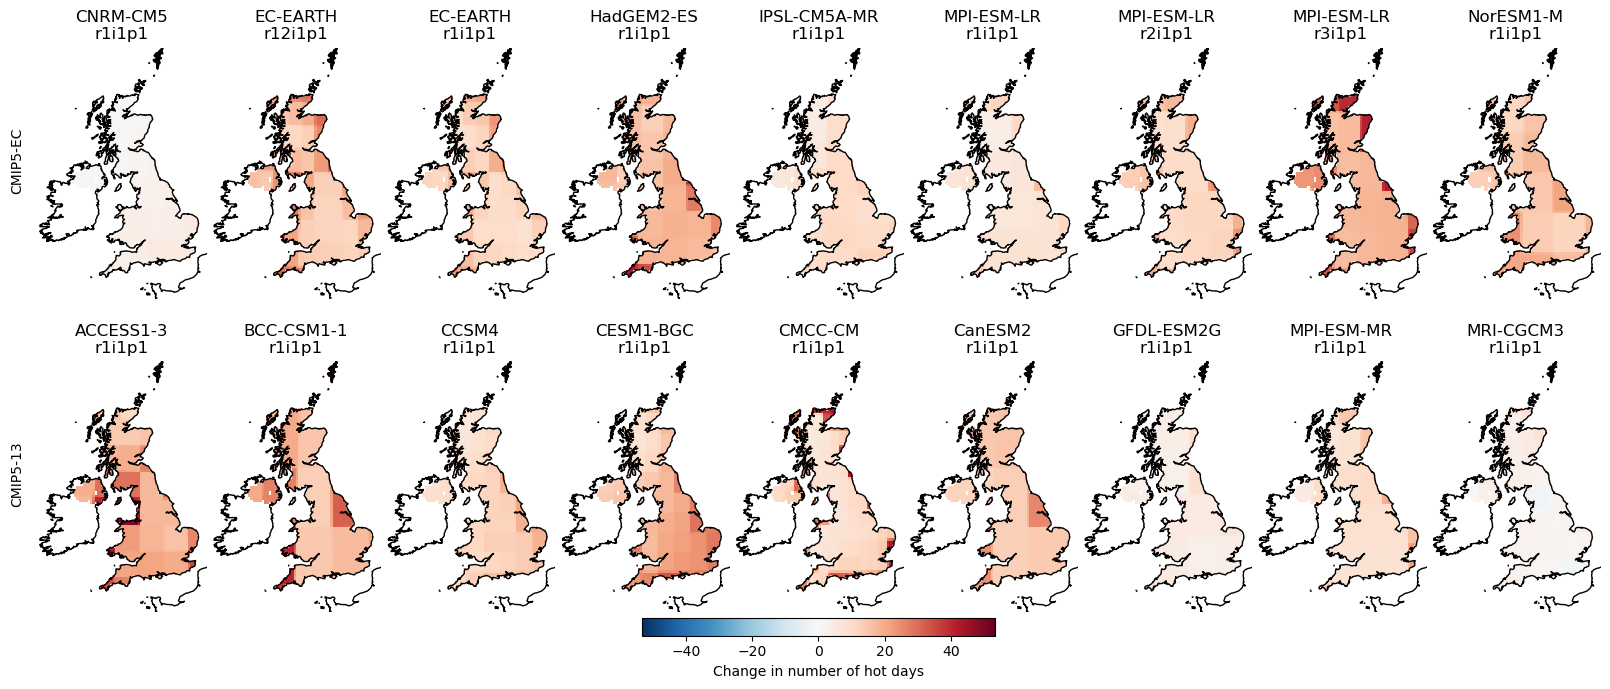 CNRM-CM5 EC-EARTH EC-EARTH HadGEM2-ES IPSL-CM5A-MR MPI-ESM-LR MPI-ESM-LR MPI-ESM-LR NorESM1-M
r1i1p1 r12i1p1 r1i1p1 r1i1p1 r1i1p1 r1i1p1 r2i1p1 r3i1p1 r1i1p1
CMIP5-EC
ACCESS1-3 BCC-CSM1-1 CCSM4 CESM1-BGC CMCC-CM CanESM2 GFDL-ESM2G MPI-ESM-MR MRI-CGCM3
r1i1p1 r1i1p1 r1i1p1 r1i1p1 r1i1p1 r1i1p1 r1i1p1 r1i1p1 r1i1p1
CMIP5-13
−40 −20 0 20 40
Change in number of hot days